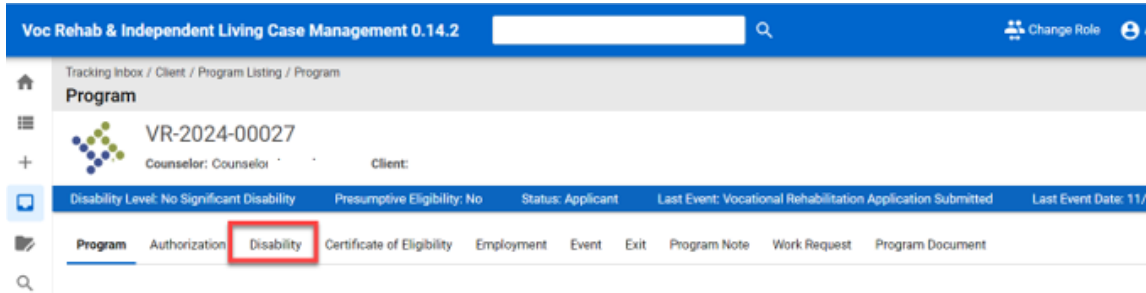 Voc Rehab & Independent Living Case Management 0.14.2 Change Role
Tracking Inbox / Client / Program Listing / Program
Program
VR-2024-00027
Counselor: Counselor Client:
Disability Level: No Significant Disability Presumptive Eligibility: No Status: Applicant Last Event: Vocational Rehabilitation Application Submitted Last Event Date: 11/
Program Authorization Disability Certificate of Eligibility Employment Event Exit Program Note Work Request Program Document